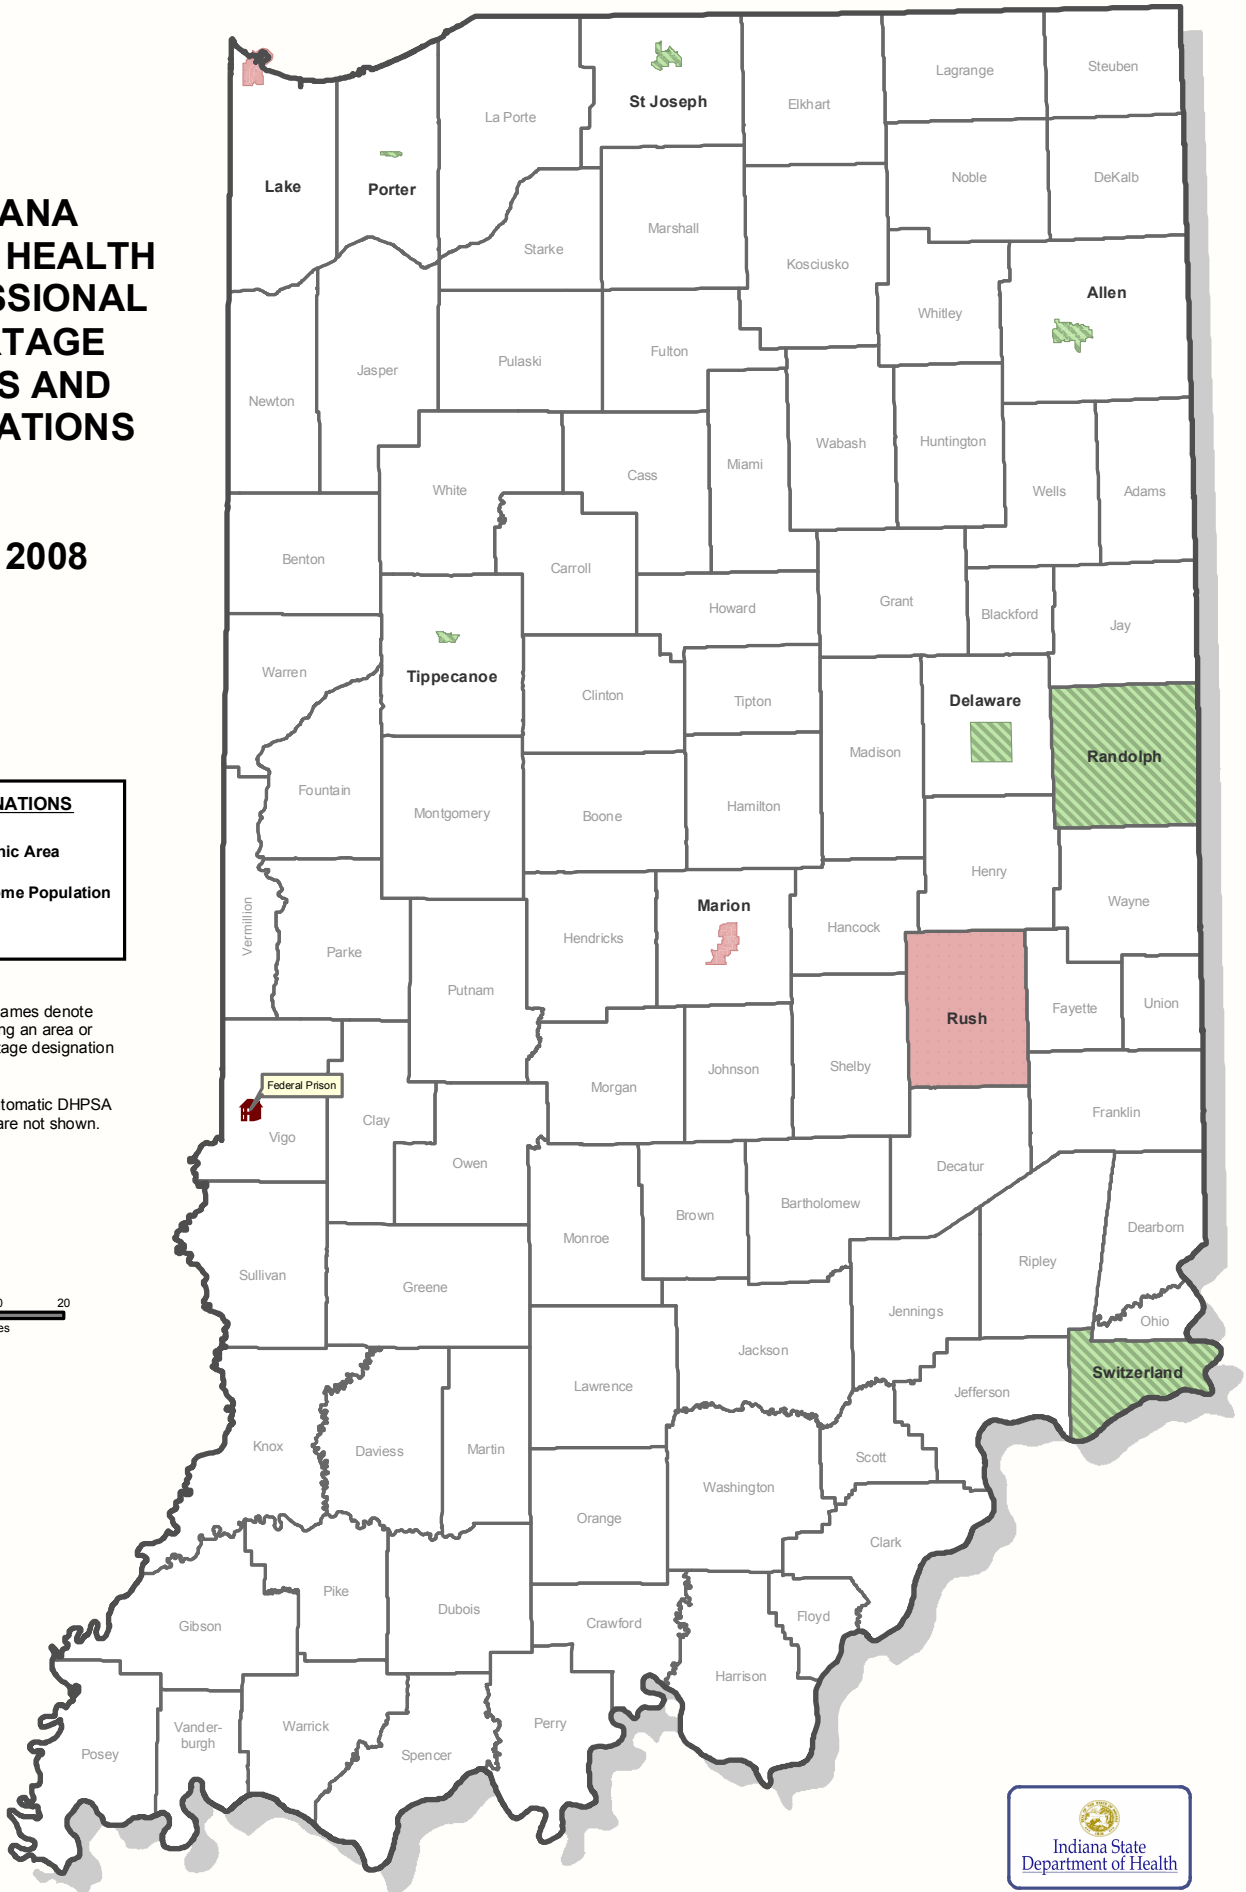 ANA
HEALTH
SSIONAL
RTAGE
S AND
ATIONS
2008
NATIONS
nic Area
me Population
ames denote
ng an area or
tage designation
utomatic DHPSA
are not shown.
0 20
es
Lagrange
Steuben
St Joseph
Elkhart
La Porte
Noble
DeKalb
Lake
Porter
Marshall
Starke
Kosciusko
Allen
Whitley
Fulton
Pulaski
Jasper
Newton
Wabash
Huntington
Miami
Cass
White
Wells
Adams
Benton
Carroll
Howard
Grant
Blackford
Jay
Warren
Tippecanoe
Clinton
Tipton
Delaware
Madison
Randolph
Fountain
Montgomery
Boone
Hamilton
Henry
Wayne
Vermillion
Marion
Hancock
Hendricks
Parke
Putnam
Rush
Fayette
Union
Johnson
Shelby
Morgan
Federal Prison
Vigo
Clay
Franklin
Owen
Decatur
Brown
Bartholomew
Dearborn
Monroe
Ripley
Sullivan
Greene
Jennings
Ohio
Jackson
Switzerland
Lawrence
Jefferson
Knox
Daviess
Martin
Scott
Washington
Orange
Clark
Pike
Dubois
Gibson
Crawford
Floyd
Harrison
Perry
Warrick
Vander-
burgh
Posey
Spencer
Indiana State
Department of Health